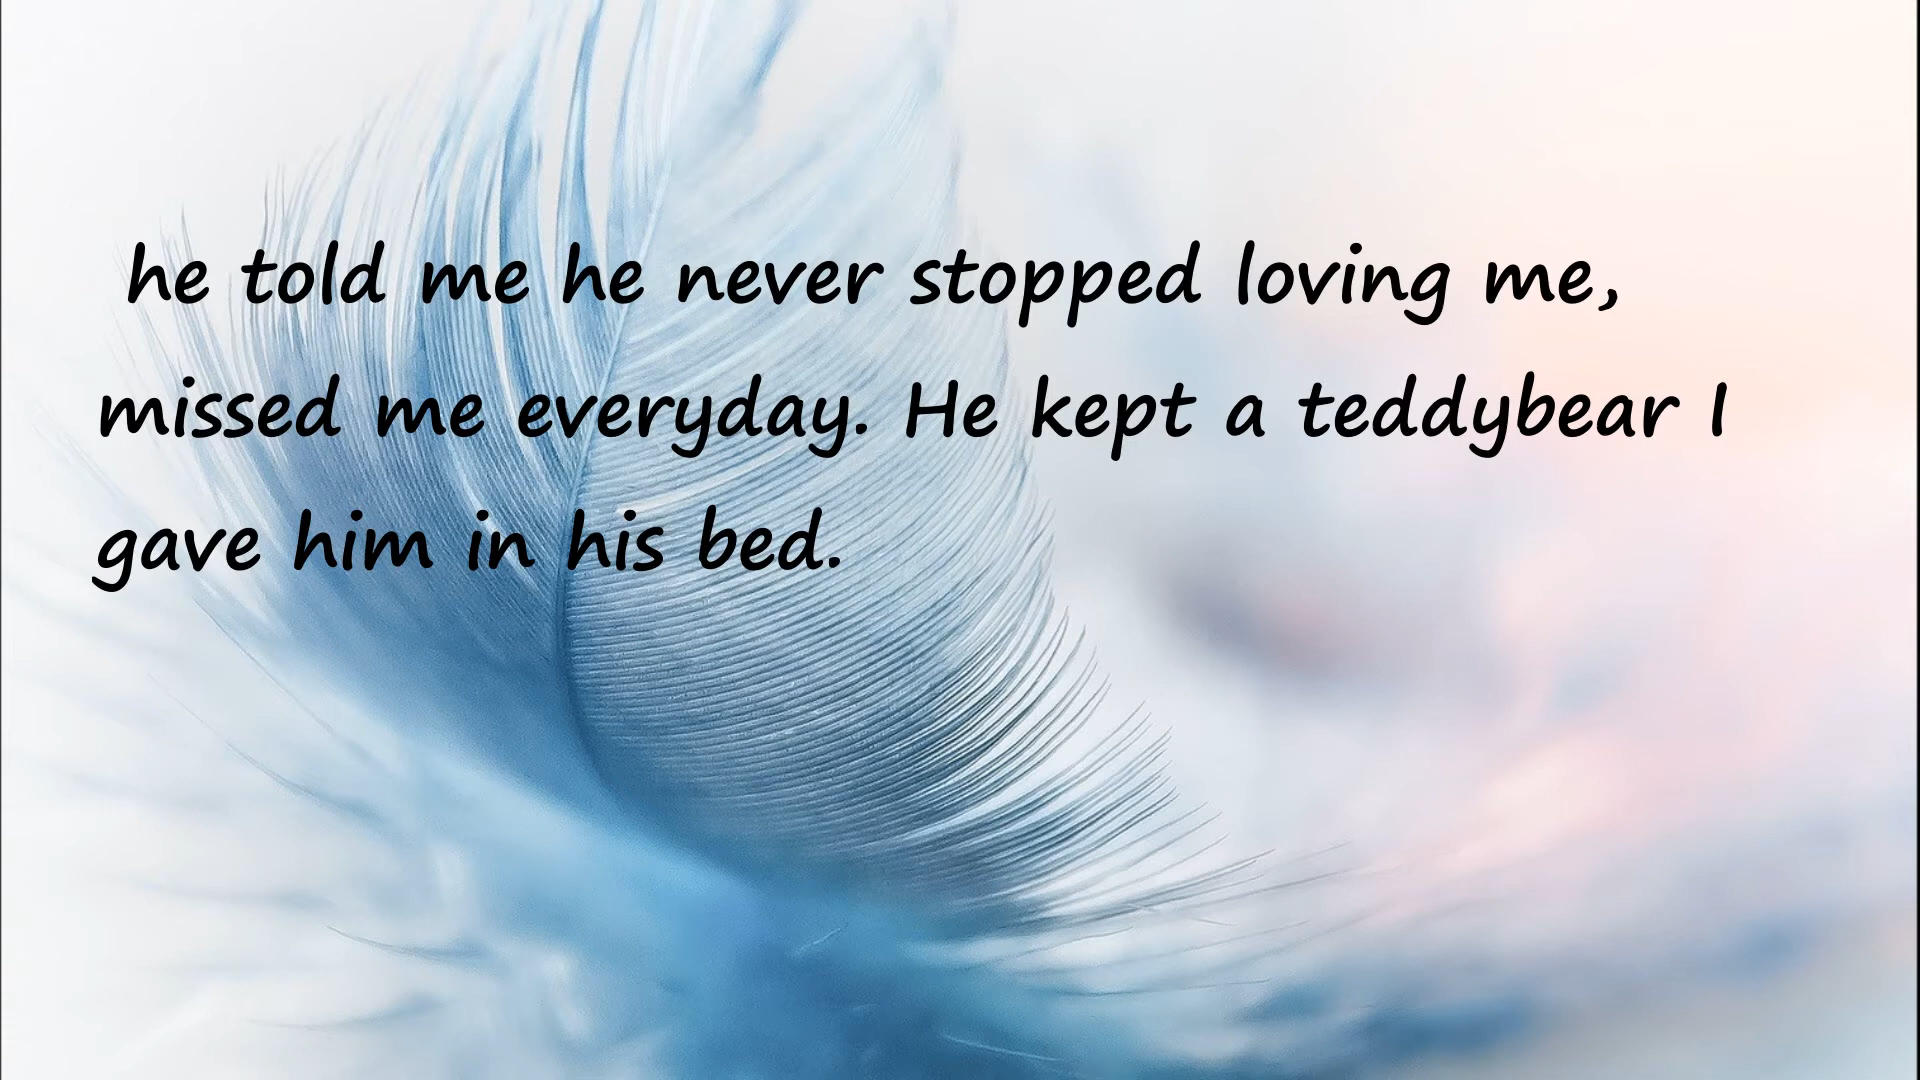 he told me he never stopped loving me,
missed me everyday. He kept a teddybear I
gave him in his bed.